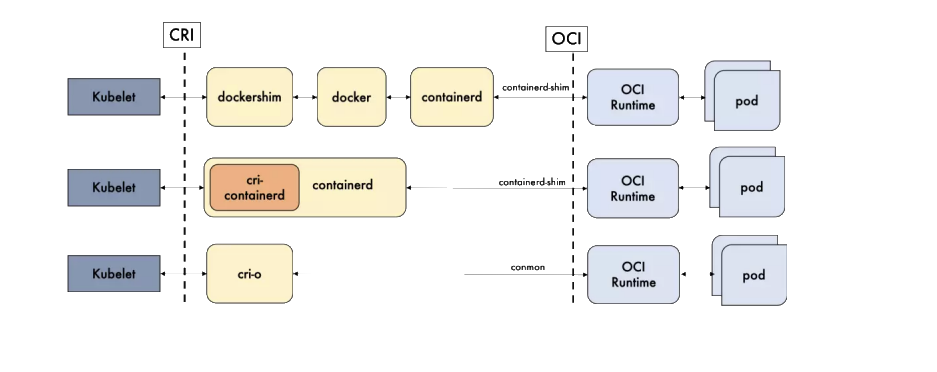 CRI
OCI
Kubelet
dockershim
docker
containerd
containerd-shim
OCI
Runtime
pod
Kubelet
cri-
containerd
containerd
containerd-shim
OCI
Runtime
pod
Kubelet
cri-o
conmon
OCI
Runtime
pod